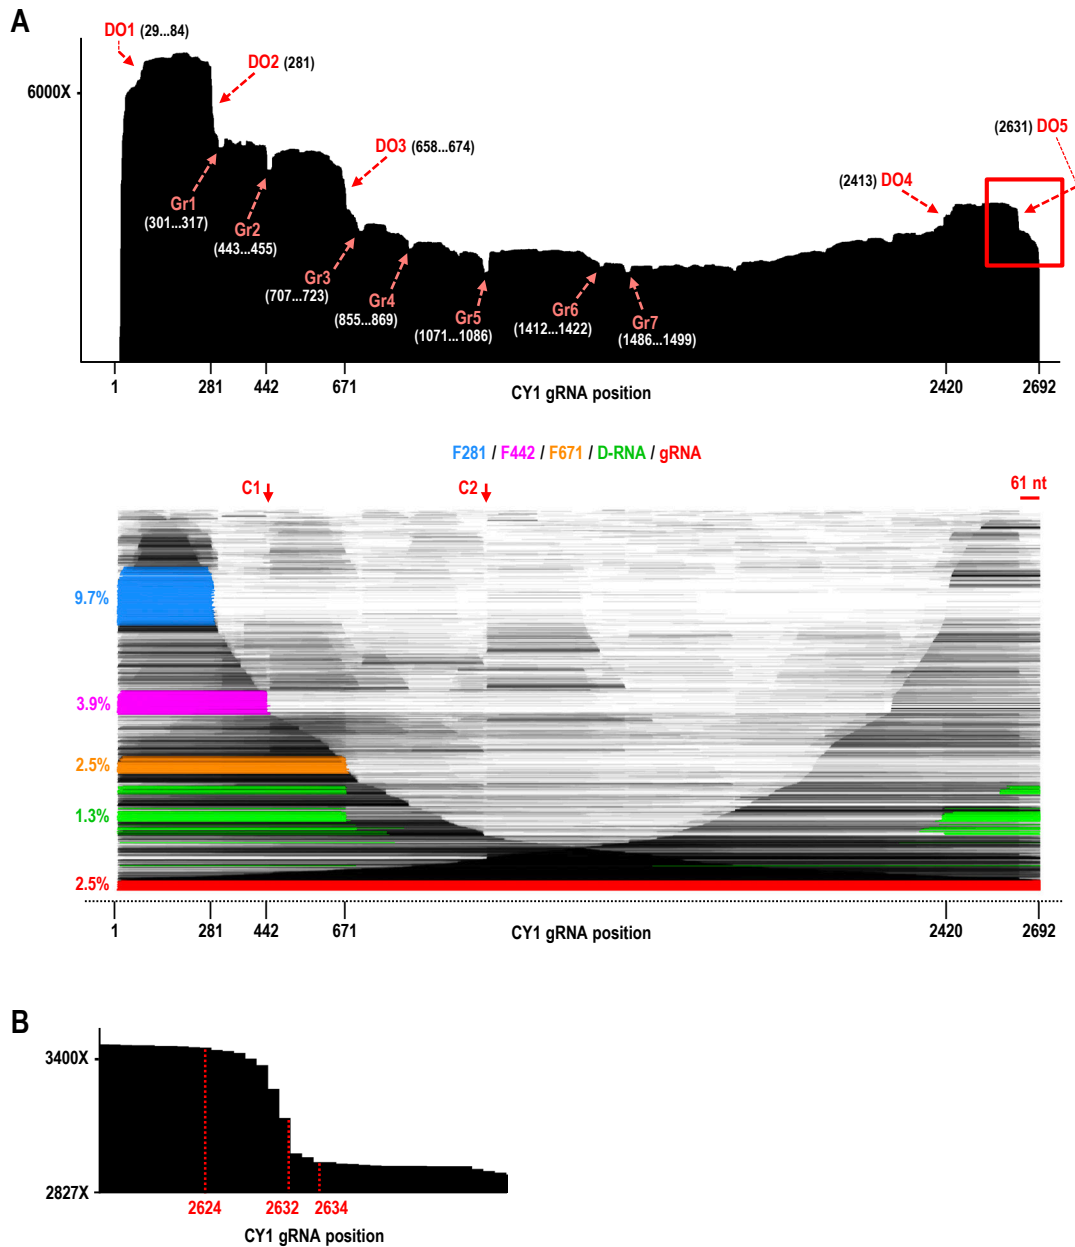 A
DO1 (29...84)
DO2 (281)
6000X
(2631) DO5
DO3 (658...674)
(2413) DO4
Gr1
(301...317)
Gr2
(443...455)
Gr3
(707...723)
Gr4
(855...869)
Gr5
(1071...1086)
Gr6
(1412...1422)
Gr7
(1486...1499)
1 281 442 671 CY1 gRNA position 2420 2692
F281 / F442 / F671 / D-RNA / gRNA
C1 C2 61 nt
9.7%
3.9%
2.5%
1.3%
2.5%
1 281 442 671 CY1 gRNA position 2420 2692
B
3400X
2827X
2624 2632 2634
CY1 gRNA position